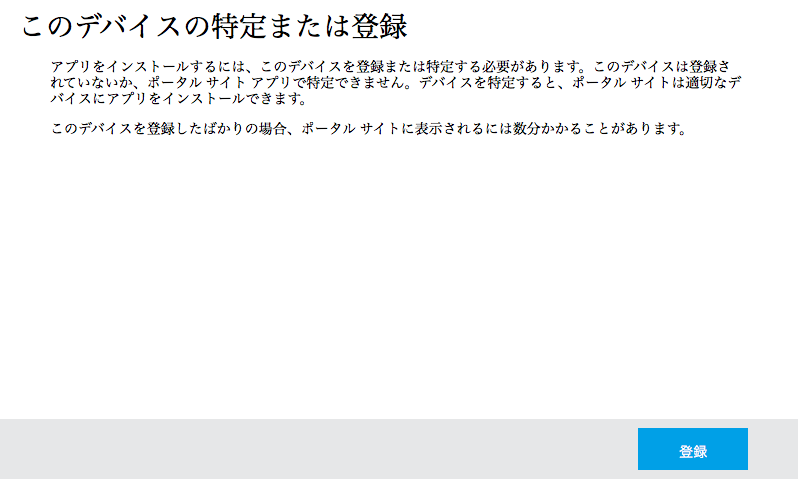 このデバイスの特定または登録
アプリをインストールするには、このデバイスを登録または特定する必要があります。このデバイスは登録さ
れていないか、ポータル サイト アプリで特定できません。デバイスを特定すると、ポータル サイトは適切なデ
バイスにアプリをインストールできます。
このデバイスを登録したばかりの場合、ポータル サイトに表示されるには数分かかることがあります。
登録